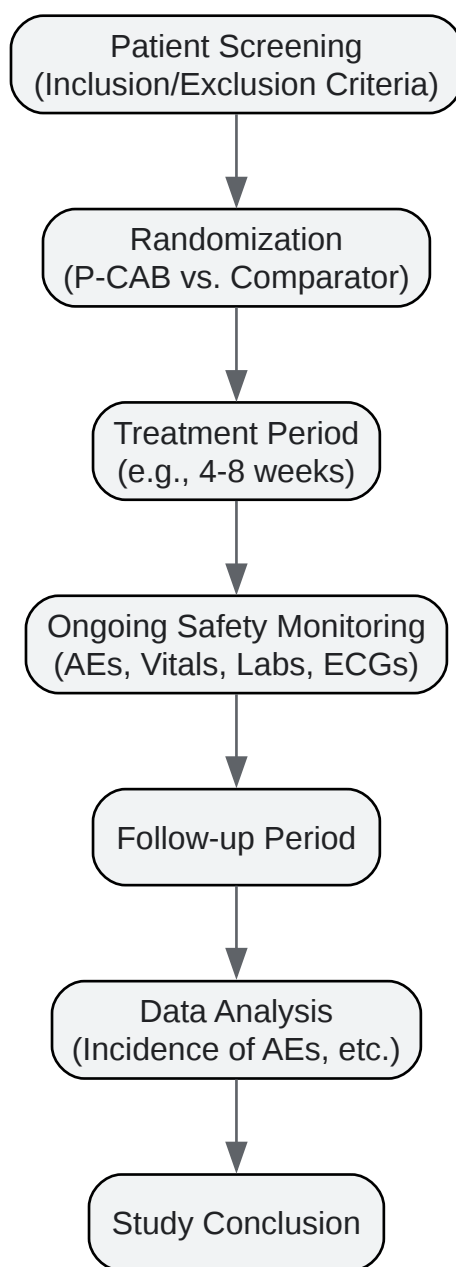 Patient Screening
(Inclusion/Exclusion Criteria)
Randomization
(P-CAB vs. Comparator)
Treatment Period
(e.g., 4-8 weeks)
Ongoing Safety Monitoring
(AEs, Vitals, Labs, ECGs)
Follow-up Period
Data Analysis
(Incidence of AEs, etc.)
Study Conclusion